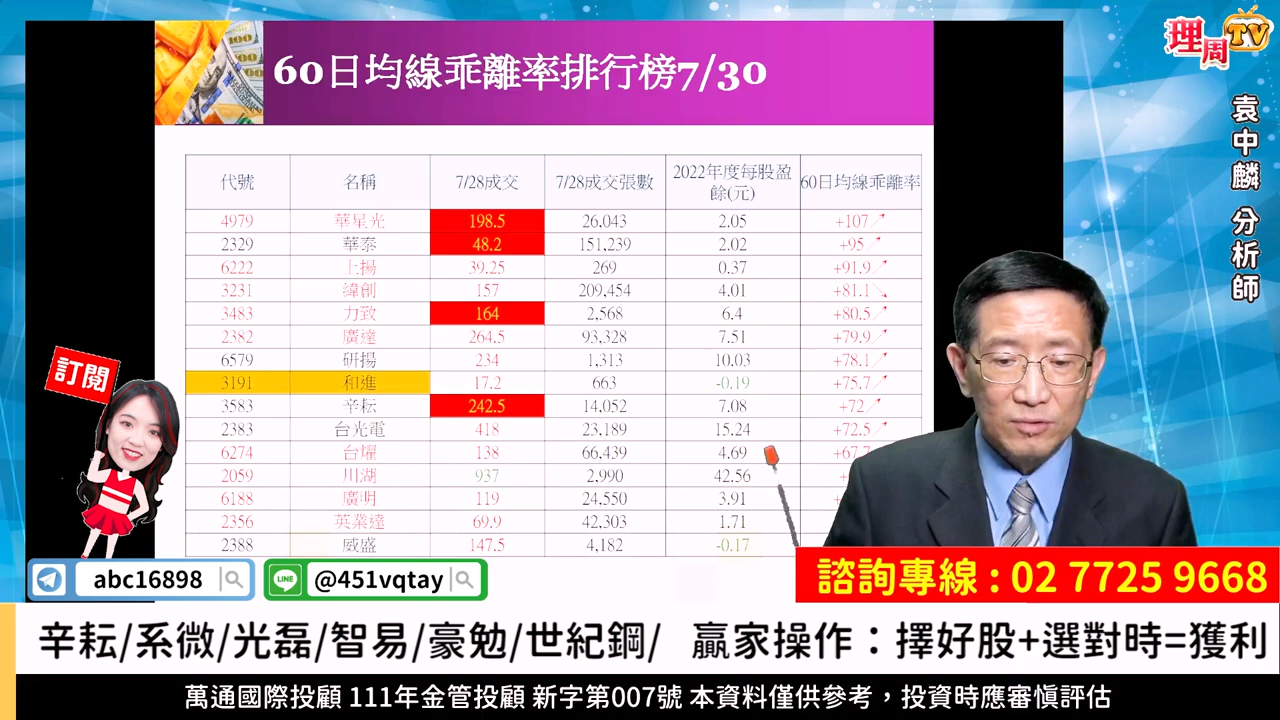 理周TV
袁中麟 分析師
60日均線乖離率排行榜7/30
代號 名稱 7/28成交 7/28成交張數 2022年度每股盈餘(元) 60日均線乖離率
4979 華星光 198.5 26,043 2.05 +107↗
2329 華泰 48.2 151,239 2.02 +95↗
6222 上揚 39.25 269 0.37 +91.9↗
3231 緯創 157 209,454 4.01 +81.1↘
3483 力致 164 2,568 6.4 +80.5↗
2382 廣達 264.5 93,328 7.51 +79.9↗
6579 研揚 234 1,313 10.03 +78.1↗
3191 和進 17.2 663 -0.19 +75.7↗
3583 辛耘 242.5 14,052 7.08 +72↗
2383 台光電 418 23,189 15.24 +72.5↗
6274 台燿 138 66,439 4.69 +67.7
2059 川湖 937 2,990 42.56
6188 廣明 119 24,550 3.91
2356 英業達 69.9 42,303 1.71
2388 威盛 147.5 4,182 -0.17
訂閱
abc16898
LINE @451vqtay
諮詢專線 : 02 7725 9668
辛耘/系微/光磊/智易/豪勉/世紀鋼/ 贏家操作：擇好股+選對時=獲利
萬通國際投顧 111年金管投顧 新字第007號 本資料僅供參考，投資時應審慎評估